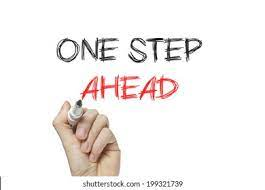 ONE STEP
AHEAD
shutterstock.com · 199321739